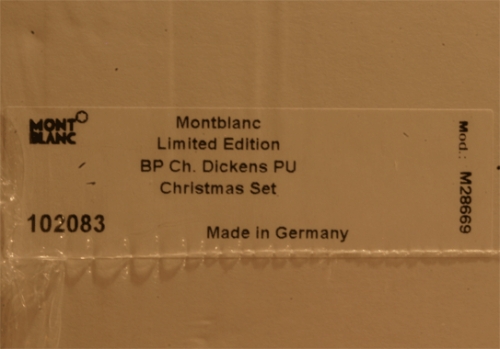 MONT
BLANC
Montblanc
Limited Edition
BP Ch. Dickens PU
Christmas Set
102083
Made in Germany
Mod.: M28669